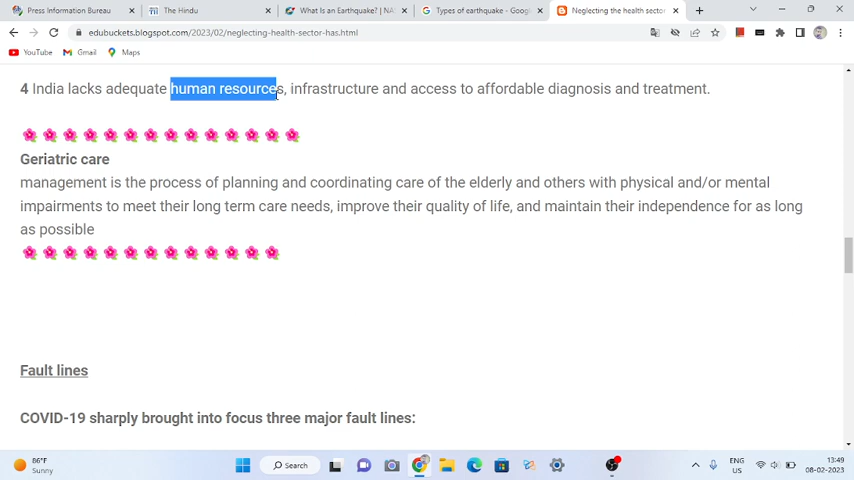 Press Information Bureau
The Hindu
What Is an Earthquake? | NA
Types of earthquake - Googl
Neglecting the health sector
edubuckets.blogspot.com/2023/02/neglecting-health-sector-has.html
YouTube
Gmail
Maps
4 India lacks adequate human resources, infrastructure and access to affordable diagnosis and treatment.
Geriatric care
management is the process of planning and coordinating care of the elderly and others with physical and/or mental
impairments to meet their long term care needs, improve their quality of life, and maintain their independence for as long
as possible
Fault lines
COVID-19 sharply brought into focus three major fault lines:
86°F
Sunny
Search
ENG
US
13:49
08-02-2023